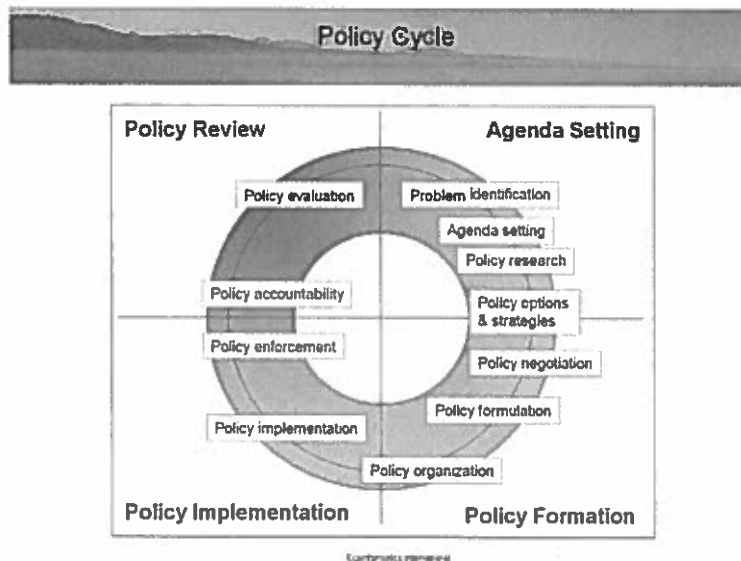 Policy Cycle
Policy Review
Agenda Setting
Policy evaluation
Problem identification
Agenda setting
Policy research
Policy accountability
Policy options
& strategies
Policy enforcement
Policy negotiation
Policy formulation
Policy implementation
Policy organization
Policy Implementation
Policy Formation